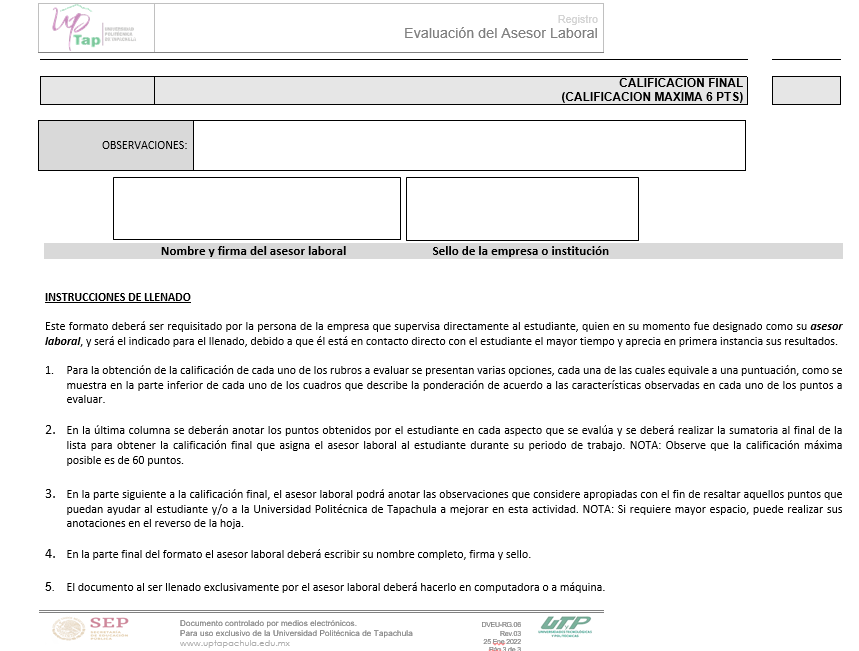 up
Tap
UNIVERSIDAD
POLITÉCNICA
DE TAPACHULA
Registro
Evaluación del Asesor Laboral
CALIFICACION FINAL
(CALIFICACION MAXIMA 6 PTS)
OBSERVACIONES:
Nombre y firma del asesor laboral
Sello de la empresa o institución
INSTRUCCIONES DE LLENADO
Este formato deberá ser requisitado por la persona de la empresa que supervisa directamente al estudiante, quien en su momento fue designado como su asesor
laboral, y será el indicado para el llenado, debido a que él está en contacto directo con el estudiante el mayor tiempo y aprecia en primera instancia sus resultados.
1. Para la obtención de la calificación de cada uno de los rubros a evaluar se presentan varias opciones, cada una de las cuales equivale a una puntuación, como se
muestra en la parte inferior de cada uno de los cuadros que describe la ponderación de acuerdo a las características observadas en cada uno de los puntos a
evaluar.
2. En la última columna se deberán anotar los puntos obtenidos por el estudiante en cada aspecto que se evalúa y se deberá realizar la sumatoria al final de la
lista para obtener la calificación final que asigna el asesor laboral al estudiante durante su periodo de trabajo. NOTA: Observe que la calificación máxima
posible es de 60 puntos.
3. En la parte siguiente a la calificación final, el asesor laboral podrá anotar las observaciones que considere apropiadas con el fin de resaltar aquellos puntos que
puedan ayudar al estudiante y/o a la Universidad Politécnica de Tapachula a mejorar en esta actividad. NOTA: Si requiere mayor espacio, puede realizar sus
anotaciones en el reverso de la hoja.
4. En la parte final del formato el asesor laboral deberá escribir su nombre completo, firma y sello.
5. El documento al ser llenado exclusivamente por el asesor laboral deberá hacerlo en computadora o a máquina.
SEP
SECRETARÍA
DE EDUCACIÓN
PÚBLICA
Documento controlado por medios electrónicos.
Para uso exclusivo de la Universidad Politécnica de Tapachula
www.uptapachula.edu.mx
DVEU-RG.06
Rev.03
25 Ene 2022
Pág 3 de 3
UTP
UNIVERSIDADES TECNOLÓGICAS
Y POLITÉCNICAS